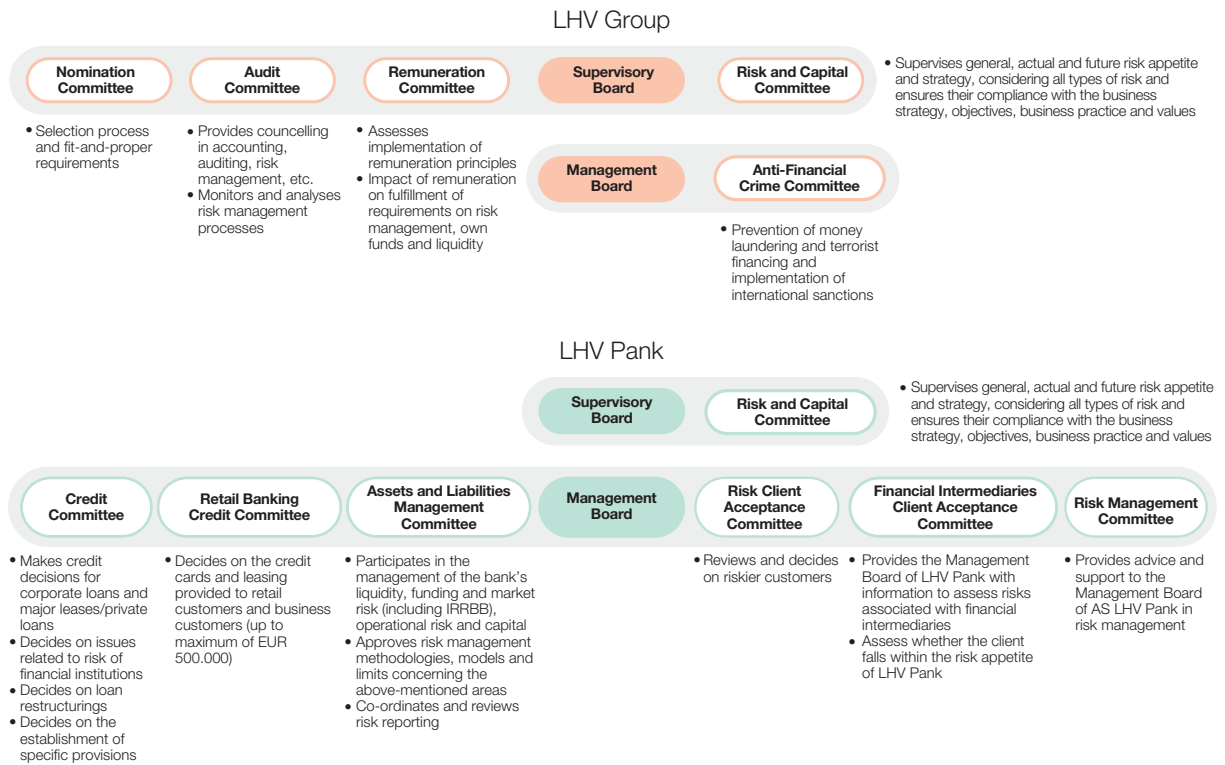 LHV Group
Nomination
Committee
Audit
Committee
Remuneration
Committee
Supervisory
Board
Risk and Capital
Committee
• Supervises general, actual and future risk appetite
and strategy, considering all types of risk and
ensures their compliance with the business
strategy, objectives, business practice and values
• Selection process
and fit-and-proper
requirements
• Provides councelling
in accounting,
auditing, risk
management, etc.
• Monitors and analyses
risk management
processes
• Assesses
implementation of
remuneration principles
• Impact of remuneration
on fulfillment of
requirements on risk
management, own
funds and liquidity
Management
Board
Anti-Financial
Crime Committee
• Prevention of money
laundering and terrorist
financing and
implementation of
international sanctions
LHV Pank
Supervisory
Board
Risk and Capital
Committee
• Supervises general, actual and future risk appetite
and strategy, considering all types of risk and
ensures their compliance with the business
strategy, objectives, business practice and values
Credit
Committee
Retail Banking
Credit Committee
Assets and Liabilities
Management
Committee
Management
Board
Risk Client
Acceptance
Committee
Financial Intermediaries
Client Acceptance
Committee
Risk Management
Committee
• Makes credit
decisions for
corporate loans and
major leases/private
loans
• Decides on issues
related to risk of
financial institutions
• Decides on loan
restructurings
• Decides on the
establishment of
specific provisions
• Decides on the credit
cards and leasing
provided to retail
customers and business
customers (up to
maximum of EUR
500.000)
• Participates in the
management of the bank's
liquidity, funding and market
risk (including IRRBB),
operational risk and capital
• Approves risk management
methodologies, models and
limits concerning the
above-mentioned areas
• Co-ordinates and reviews
risk reporting
• Reviews and decides
on riskier customers
• Provides the Management
Board of LHV Pank with
information to assess risks
associated with financial
intermediaries
• Assess whether the client
falls within the risk appetite
of LHV Pank
• Provides advice and
support to the
Management Board
of AS LHV Pank in
risk management